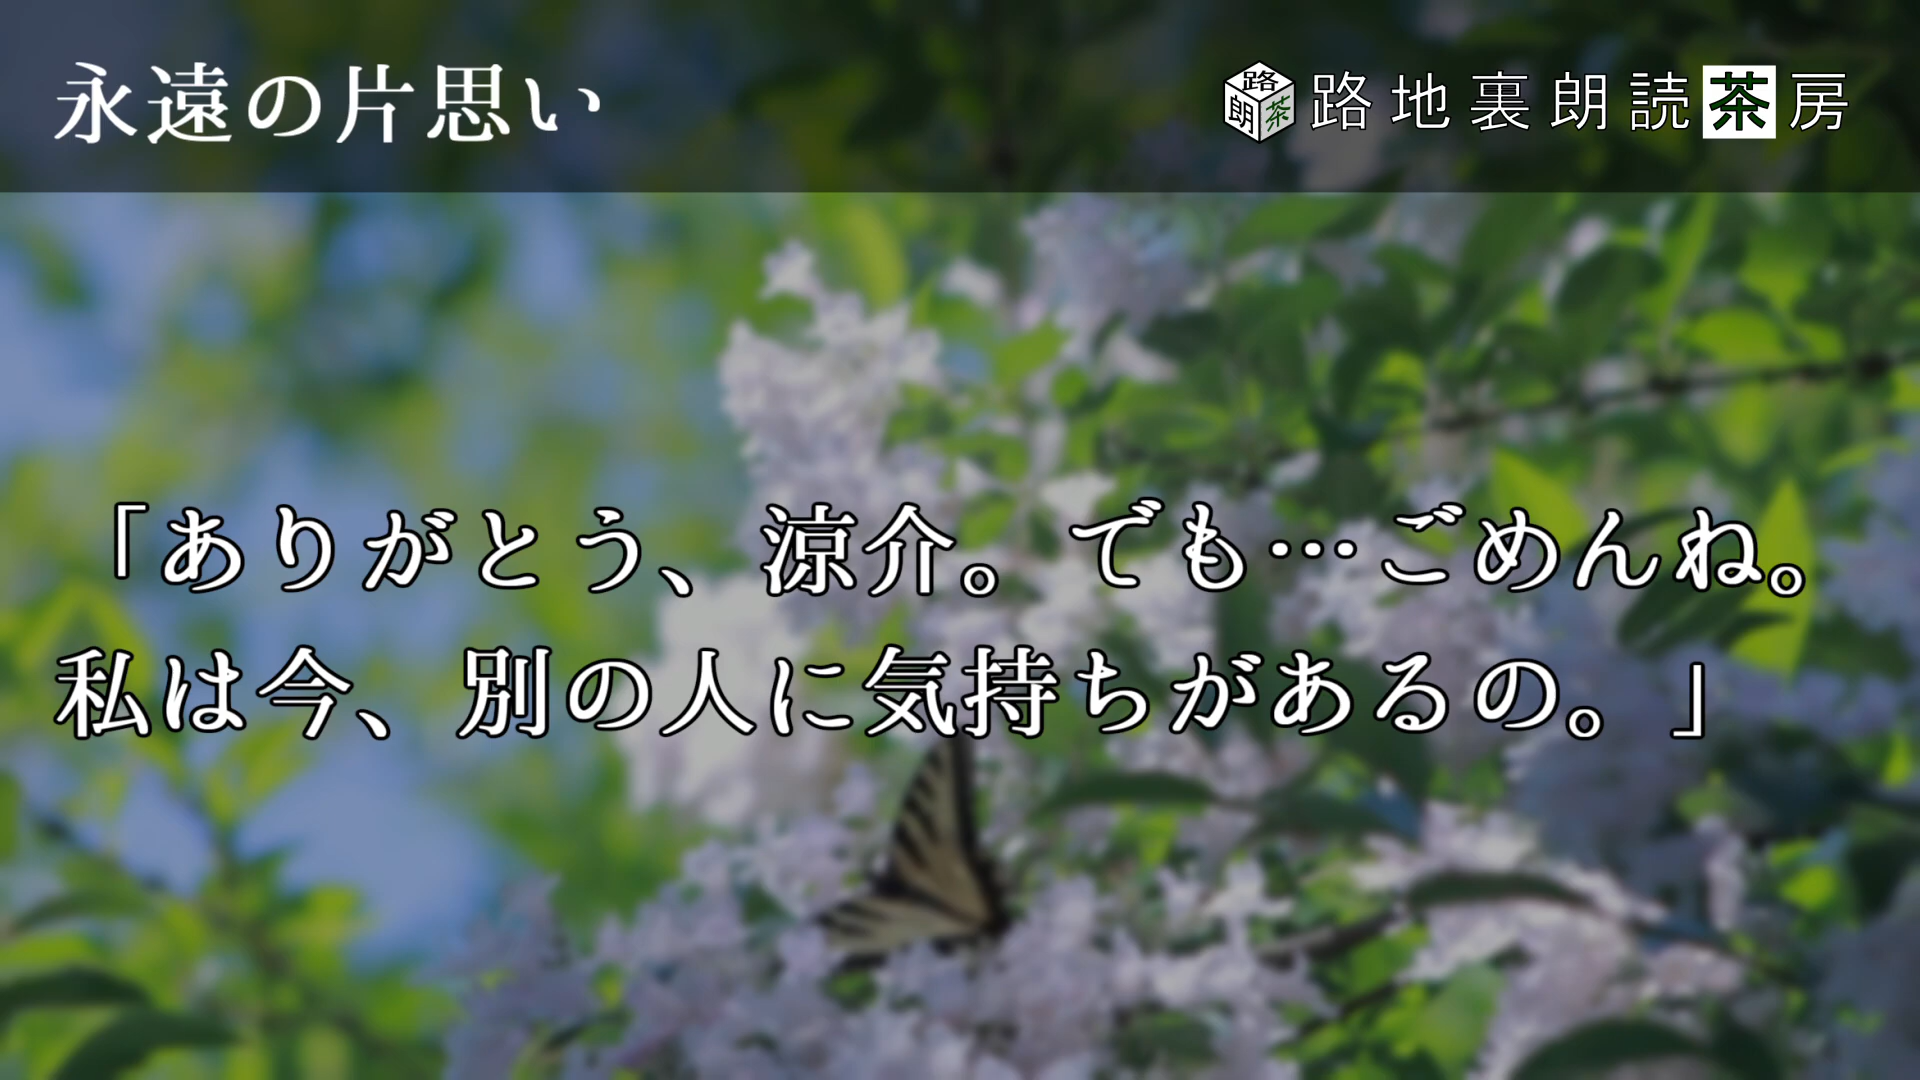 永遠の片思い
路朗茶 路地裏朗読茶房
「ありがとう、涼介。でも…ごめんね。
私は今、別の人に気持ちがあるの。」